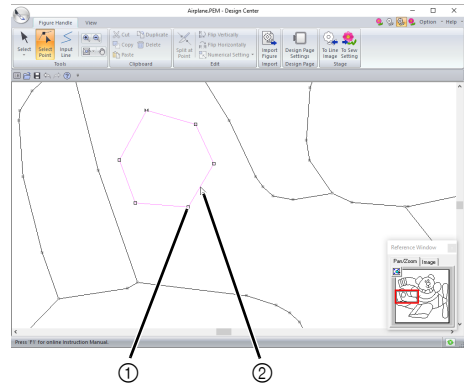 Airplane.PEM - Design Center
Figure Handle View
Option Help
Select
Select Point
Input Line
Tools
Cut Duplicate
Copy Delete
Paste
Clipboard
Split at Point
Flip Vertically
Flip Horizontally
Numerical Setting
Edit
Import Figure
Import
Design Page Settings
Design Page
To Line Image
To Sew Setting
Stage
Reference Window
Pan/Zoom Image
Press 'F1' for online Instruction Manual.
① ②